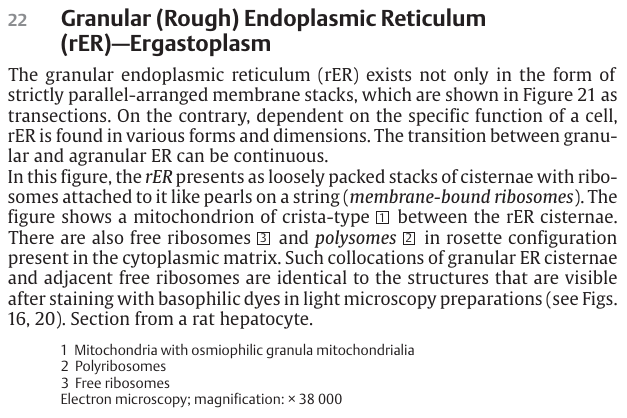 22 Granular (Rough) Endoplasmic Reticulum
(rER)—Ergastoplasm
The granular endoplasmic reticulum (rER) exists not only in the form of
strictly parallel-arranged membrane stacks, which are shown in Figure 21 as
transections. On the contrary, dependent on the specific function of a cell,
rER is found in various forms and dimensions. The transition between granu-
lar and agranular ER can be continuous.
In this figure, the rER presents as loosely packed stacks of cisternae with ribo-
somes attached to it like pearls on a string (membrane-bound ribosomes). The
figure shows a mitochondrion of crista-type 1 between the rER cisternae.
There are also free ribosomes 3 and polysomes 2 in rosette configuration
present in the cytoplasmic matrix. Such collocations of granular ER cisternae
and adjacent free ribosomes are identical to the structures that are visible
after staining with basophilic dyes in light microscopy preparations (see Figs.
16, 20). Section from a rat hepatocyte.
1 Mitochondria with osmiophilic granula mitochondrialia
2 Polyribosomes
3 Free ribosomes
Electron microscopy; magnification: × 38 000